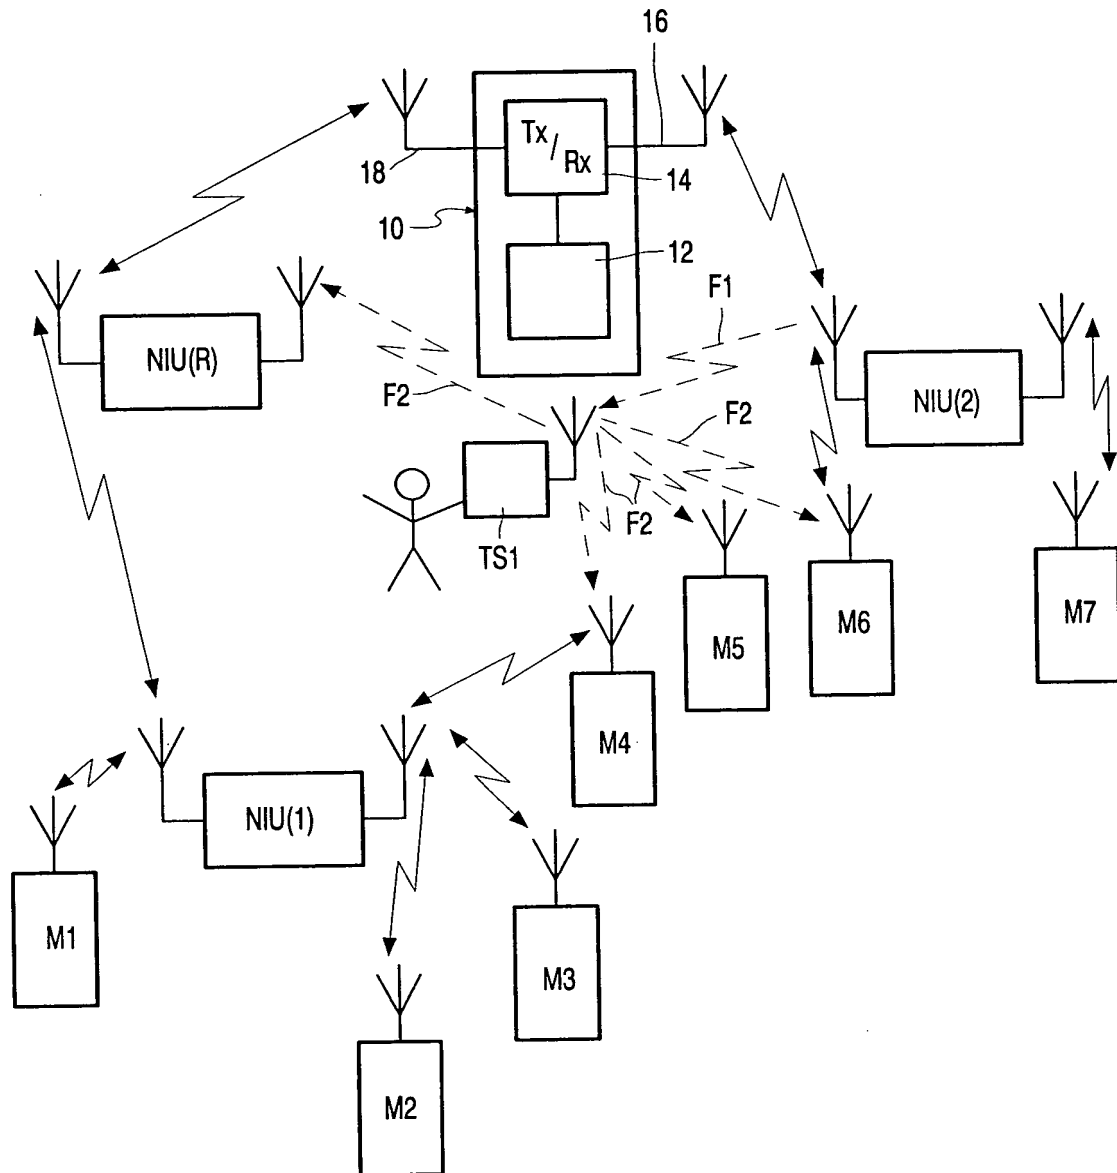 16
Tx/Rx
18
14
10
12
F1
NIU(R)
F2
NIU(2)
F2
F2
TS1
M5
M6
M7
M4
NIU(1)
M1
M3
M2